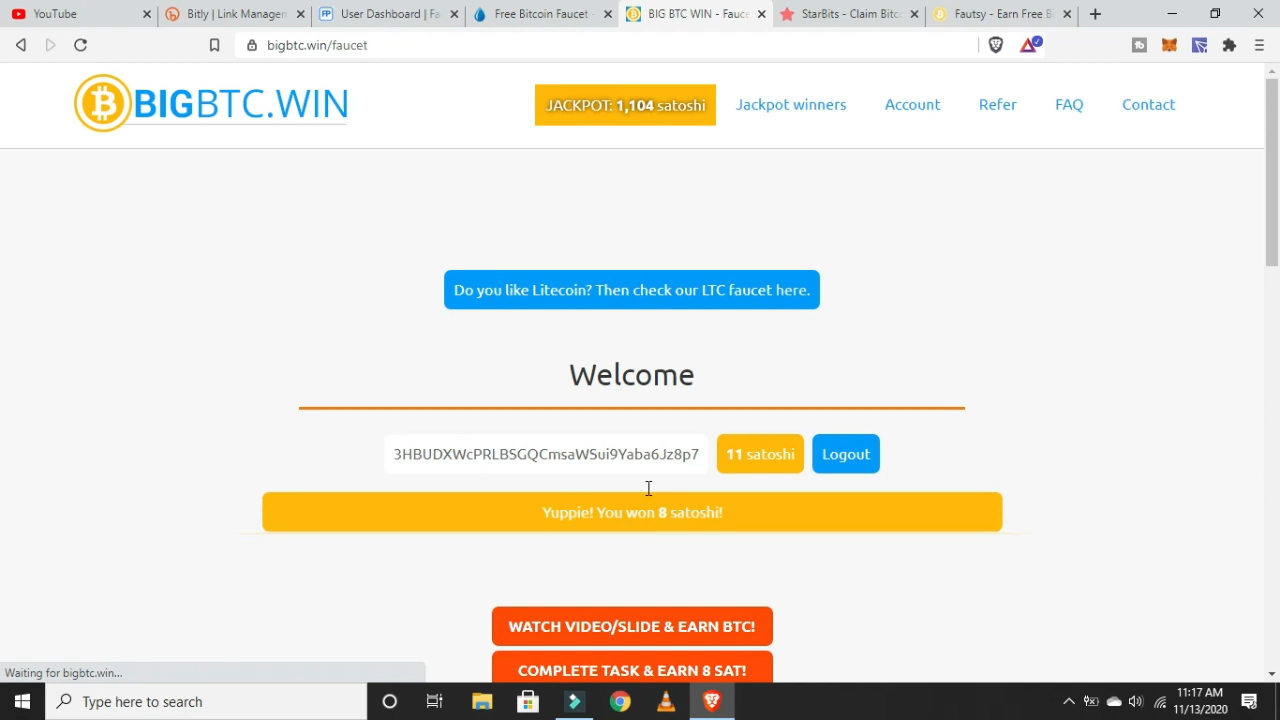 YouTube
Bitly | Link Managem
User Dashboard | Fa
Free Bitcoin Faucet -
BIG BTC WIN - Fauce
StarBits - Claim Bitco
Fautsy - Earn Free Bi
bigbtc.win/faucet
BIGBTC.WIN
JACKPOT: 1,104 satoshi
Jackpot winners
Account
Refer
FAQ
Contact
Do you like Litecoin? Then check our LTC faucet here.
Welcome
3HBUDXWcPRLBSGQCmsaWSui9Yaba6Jz8p7
11 satoshi
Logout
Yuppie! You won 8 satoshi!
WATCH VIDEO/SLIDE & EARN BTC!
COMPLETE TASK & EARN 8 SAT!
Waiting for bigbtc.win...
Type here to search
11:17 AM
11/13/2020